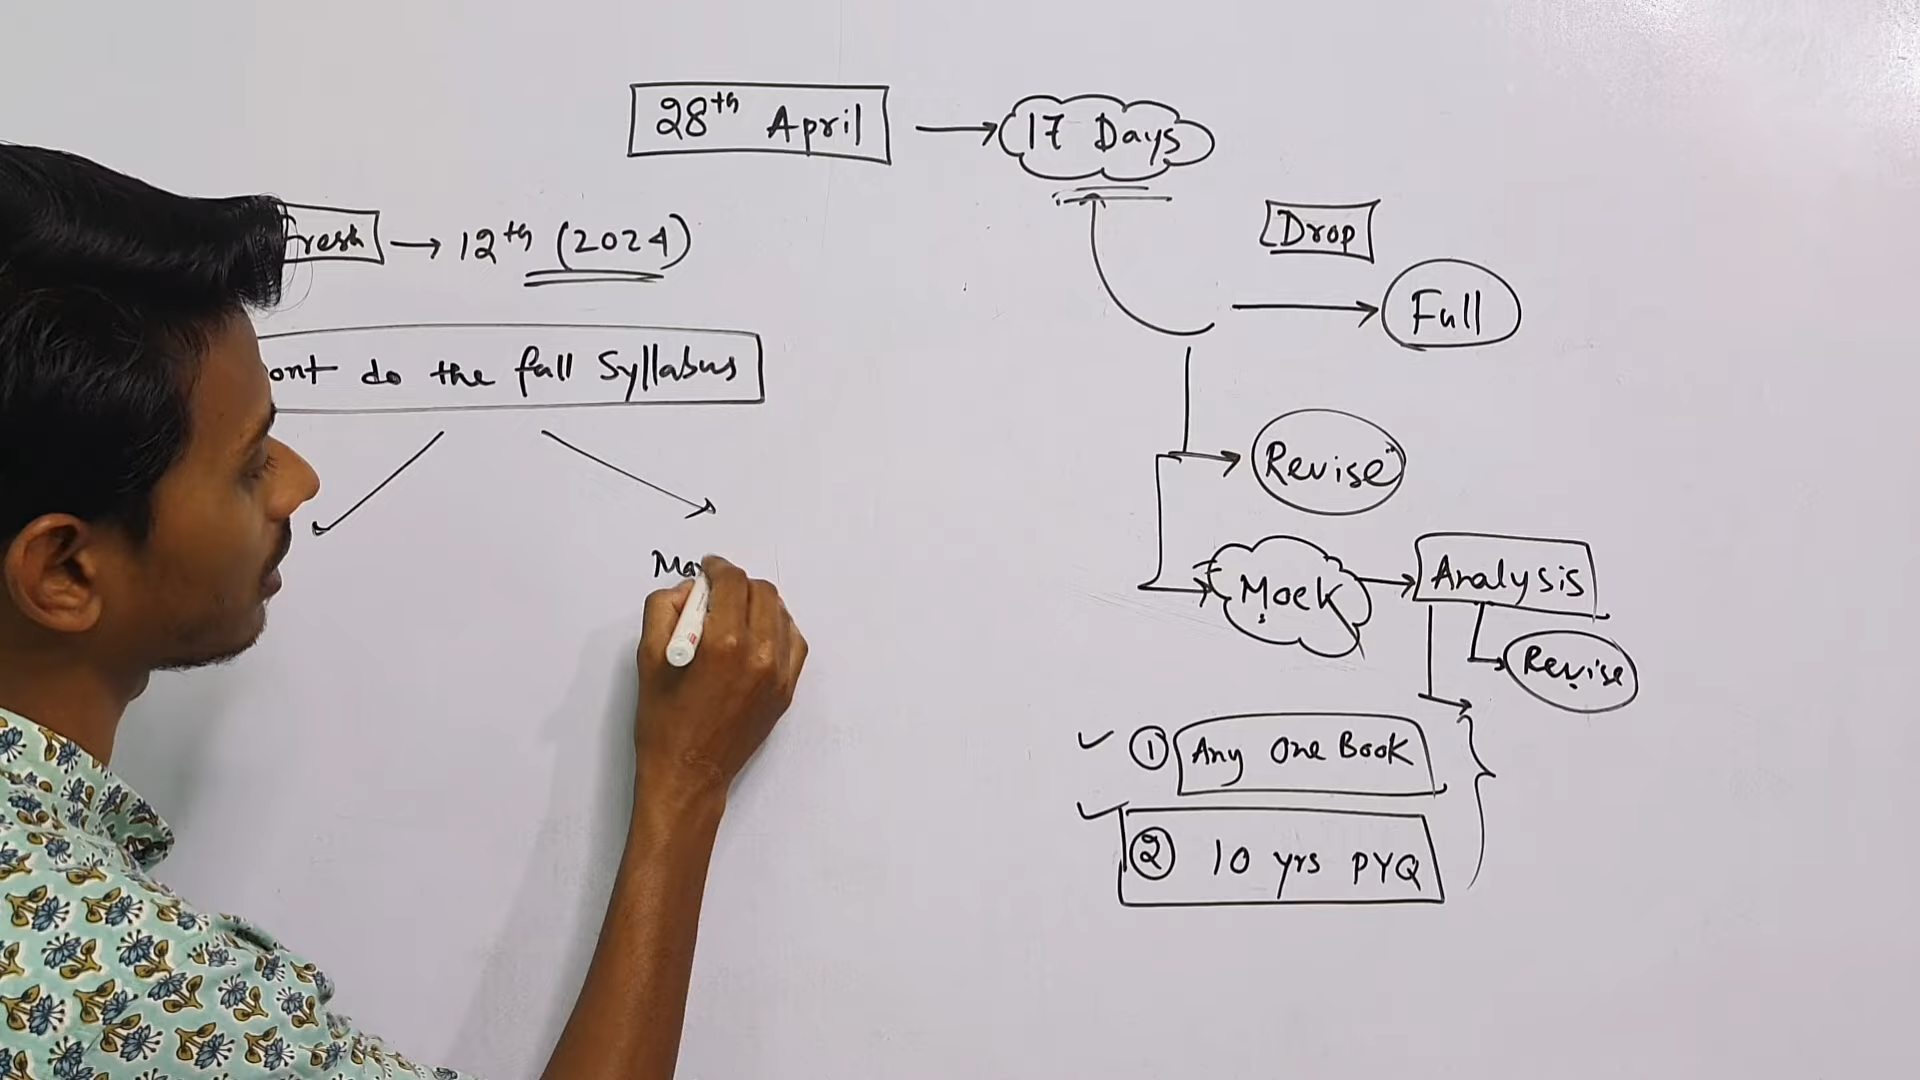 28th April → 17 Days
Drop
Fresh → 12th (2024)
Full
ont do the full Syllabus
Revise
Mock → Analysis
Revise
① Any One Book
② 10 yrs PYQ